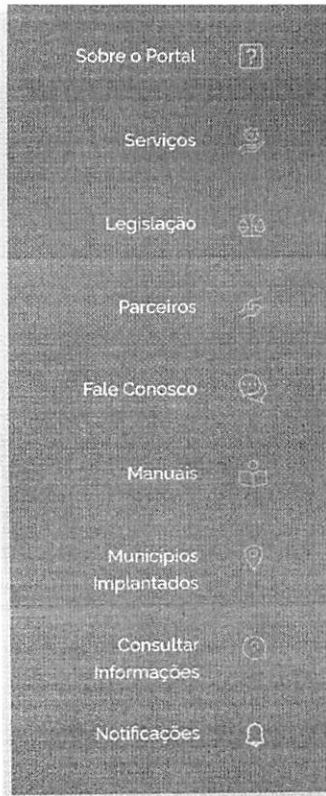 Sobre o Portal
Serviços
Legislação
Parceiros
Fale Conosco
Manuais
Municípios
Implantados
Consultar
Informações
Notificações